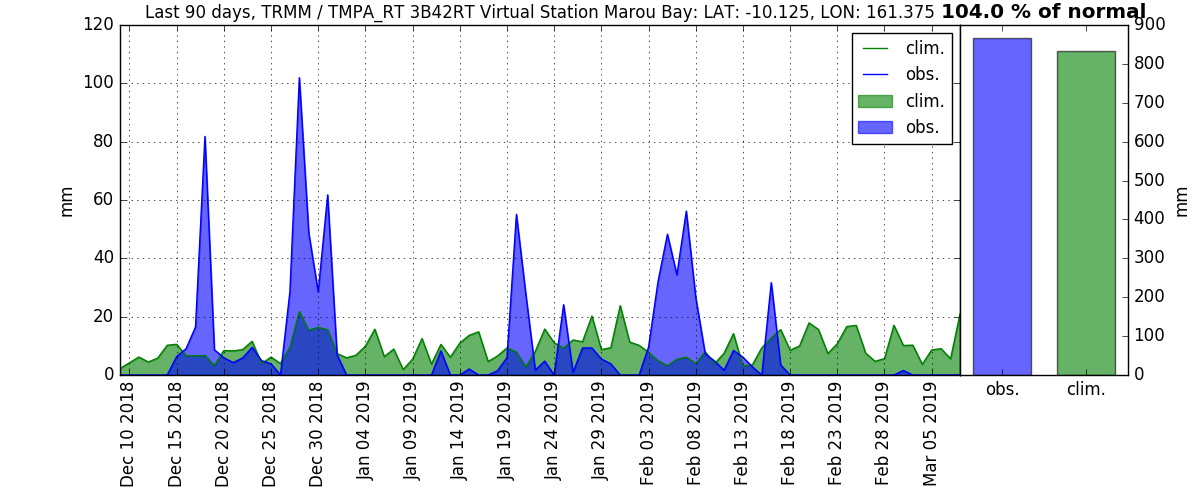 Last 90 days, TRMM / TMPA_RT 3B42RT Virtual Station Marou Bay: LAT: -10.125, LON: 161.375 104.0 % of normal
120
100
80
60
40
20
0
mm
clim.
obs.
clim.
obs.
900
800
700
600
500
400
300
200
100
0
mm
obs.
clim.
Dec 10 2018
Dec 15 2018
Dec 20 2018
Dec 25 2018
Dec 30 2018
Jan 04 2019
Jan 09 2019
Jan 14 2019
Jan 19 2019
Jan 24 2019
Jan 29 2019
Feb 03 2019
Feb 08 2019
Feb 13 2019
Feb 18 2019
Feb 23 2019
Feb 28 2019
Mar 05 2019